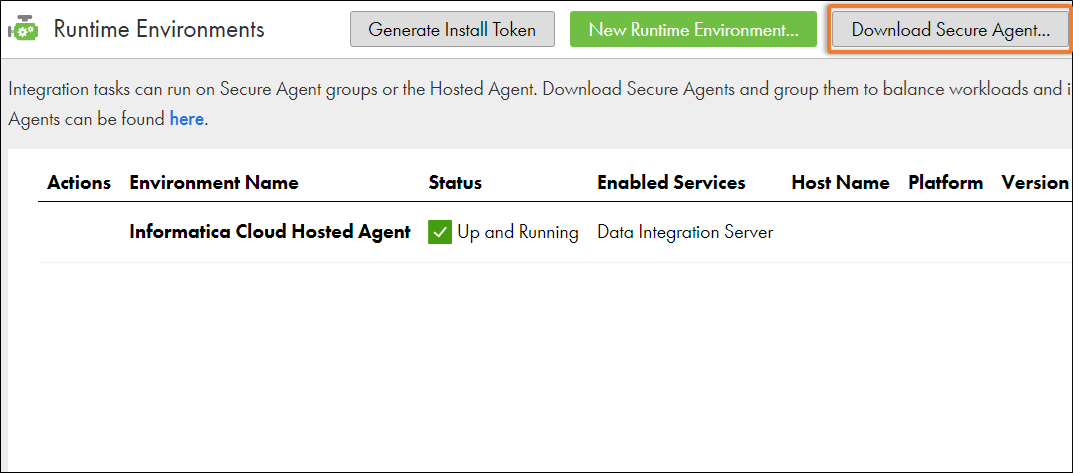 Runtime Environments
Generate Install Token
New Runtime Environment...
Download Secure Agent...
Integration tasks can run on Secure Agent groups or the Hosted Agent. Download Secure Agents and group them to balance workloads and i
Agents can be found here.
Actions Environment Name Status Enabled Services Host Name Platform Version
Informatica Cloud Hosted Agent Up and Running Data Integration Server